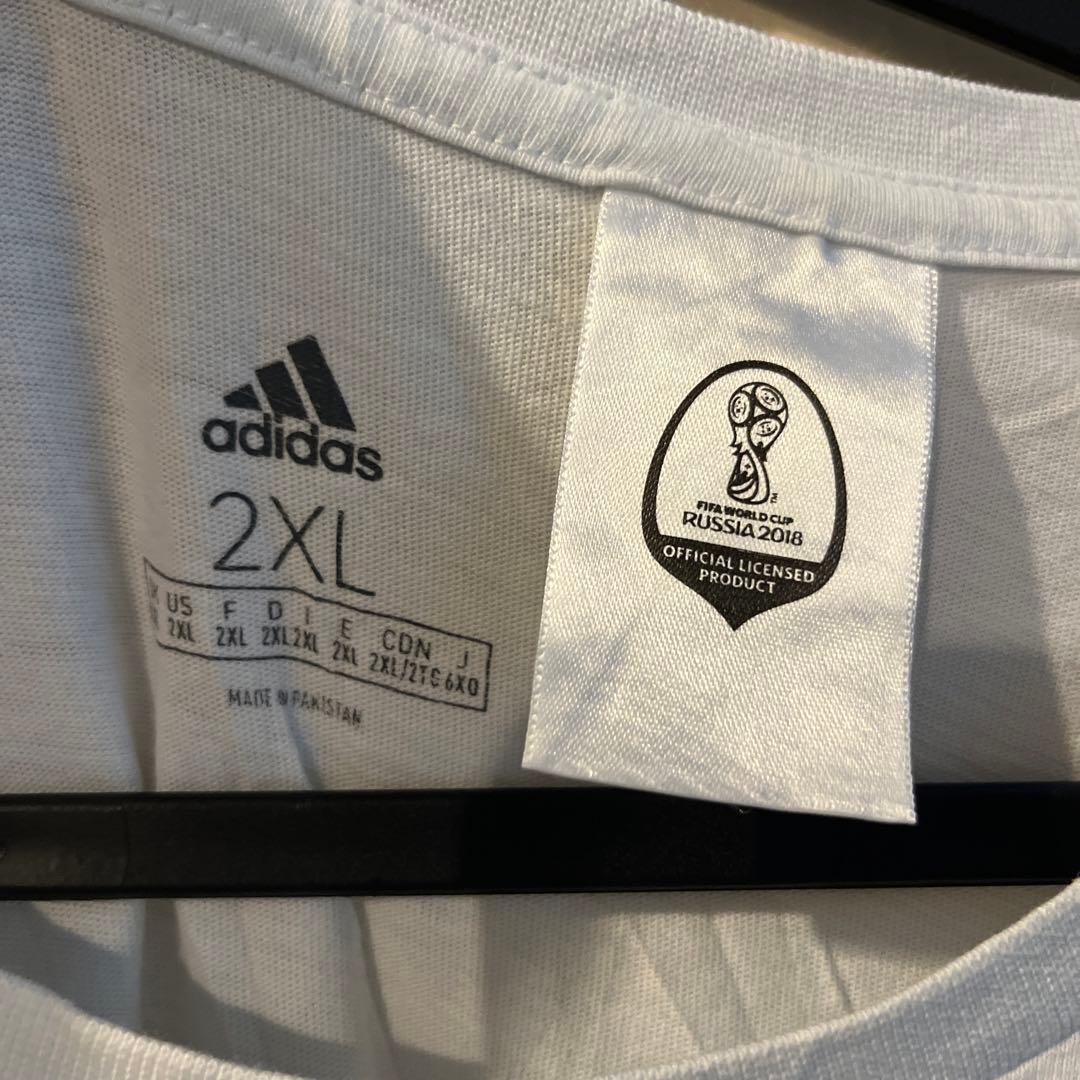 adidas
2XL
US F D I E CDN J
2XL 2XL 2XL 2XL 2XL 2XL/2TG 6XO
MADE IN PAKISTAN
TM
FIFA WORLD CUP
RUSSIA 2018
OFFICIAL LICENSED
PRODUCT